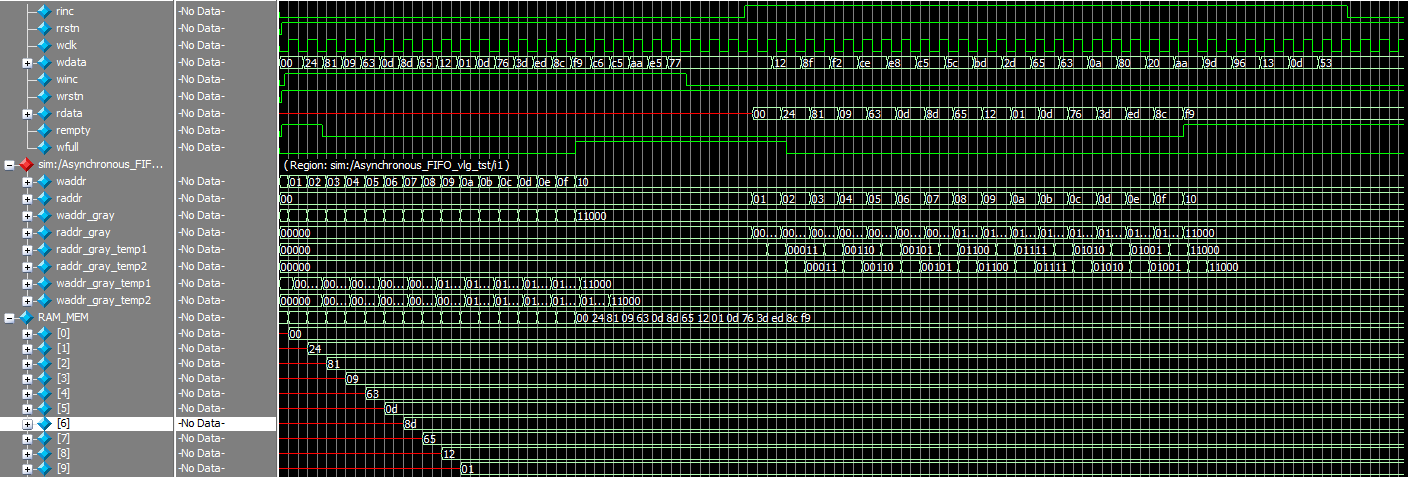 rinc -No Data-
rrstn -No Data-
wclk -No Data-
wdata -No Data- 00 24 81 09 63 0d 8d 65 12 01 0d 76 3d ed 8c f9 c6 c5 aa e5 77 12 8f f2 ce e8 c5 5c bd 2d 65 63 0a 80 20 aa 9d 96 13 0d 53
winc -No Data-
wrstn -No Data-
rdata -No Data- 00 24 81 09 63 0d 8d 65 12 01 0d 76 3d ed 8c f9
rempty -No Data-
wfull -No Data-
sim:/Asynchronous_FIF... (Region: sim:/Asynchronous_FIFO_vlg_tst/i1)
waddr -No Data- 01 02 03 04 05 06 07 08 09 0a 0b 0c 0d 0e 0f 10
raddr -No Data- 00 01 02 03 04 05 06 07 08 09 0a 0b 0c 0d 0e 0f 10
waddr_gray -No Data- 11000
raddr_gray -No Data- 00000 00... 00... 00... 00... 00... 00... 00... 01... 01... 01... 01... 01... 01... 01... 01... 11000
raddr_gray_temp1 -No Data- 00000 00011 00110 00101 01100 01111 01010 01001 11000
raddr_gray_temp2 -No Data- 00000 00011 00110 00101 01100 01111 01010 01001 11000
waddr_gray_temp1 -No Data- 00... 00... 00... 00... 00... 01... 01... 01... 01... 01... 11000
waddr_gray_temp2 -No Data- 00000 00... 00... 00... 00... 01... 01... 01... 01... 01... 11000
RAM_MEM -No Data- 00 24 81 09 63 0d 8d 65 12 01 0d 76 3d ed 8c f9
[0] -No Data- 00
[1] -No Data- 24
[2] -No Data- 81
[3] -No Data- 09
[4] -No Data- 63
[5] -No Data- 0d
[6] -No Data- 8d
[7] -No Data- 65
[8] -No Data- 12
[9] -No Data- 01